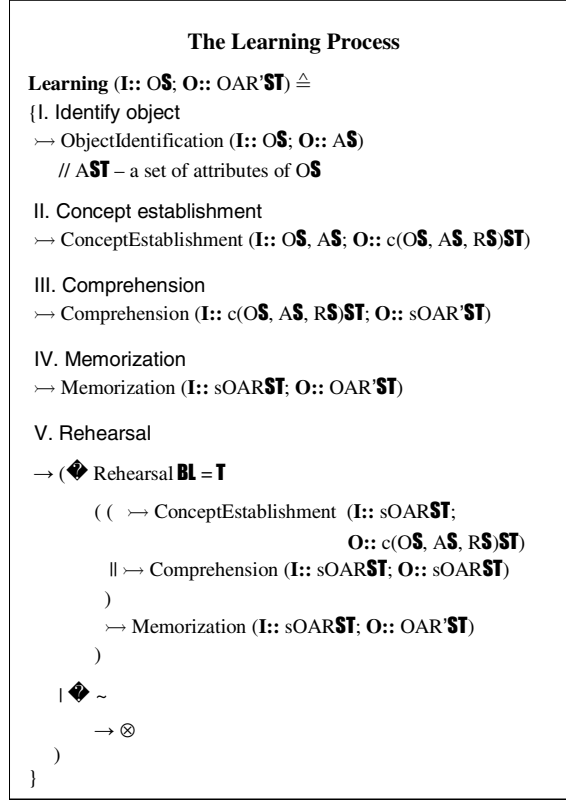 The Learning Process
Learning (I:: OS; O:: OAR’ST) ≙
{I. Identify object
↣ ObjectIdentification (I:: OS; O:: AS)
// AST – a set of attributes of OS
II. Concept establishment
↣ ConceptEstablishment (I:: OS, AS; O:: c(OS, AS, RS)ST)
III. Comprehension
↣ Comprehension (I:: c(OS, AS, RS)ST; O:: sOAR’ST)
IV. Memorization
↣ Memorization (I:: sOARST; O:: OAR’ST)
V. Rehearsal
→ (� Rehearsal BL = T
( ( ↣ ConceptEstablishment (I:: sOARST;
O:: c(OS, AS, RS)ST)
|| ↣ Comprehension (I:: sOARST; O:: sOARST)
)
↣ Memorization (I:: sOARST; O:: OAR’ST)
)
| � ~
→ ⊗
)
}